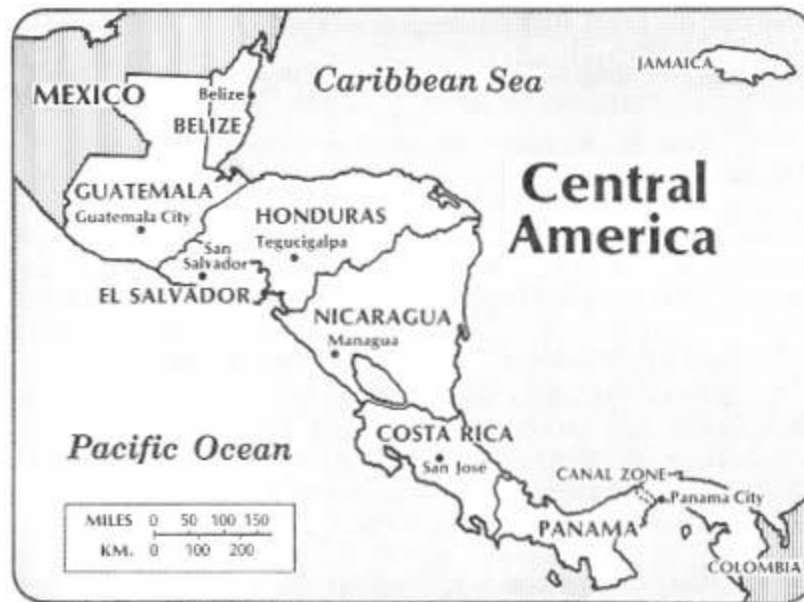 Caribbean Sea
JAMAICA
MEXICO
Belize
BELIZE
Central
America
GUATEMALA
Guatemala City
HONDURAS
Tegucigalpa
San
Salvador
EL SALVADOR
NICARAGUA
Managua
Pacific Ocean
COSTA RICA
San José
CANAL ZONE
Panama City
PANAMA
COLOMBIA
MILES 0 50 100 150
KM. 0 100 200